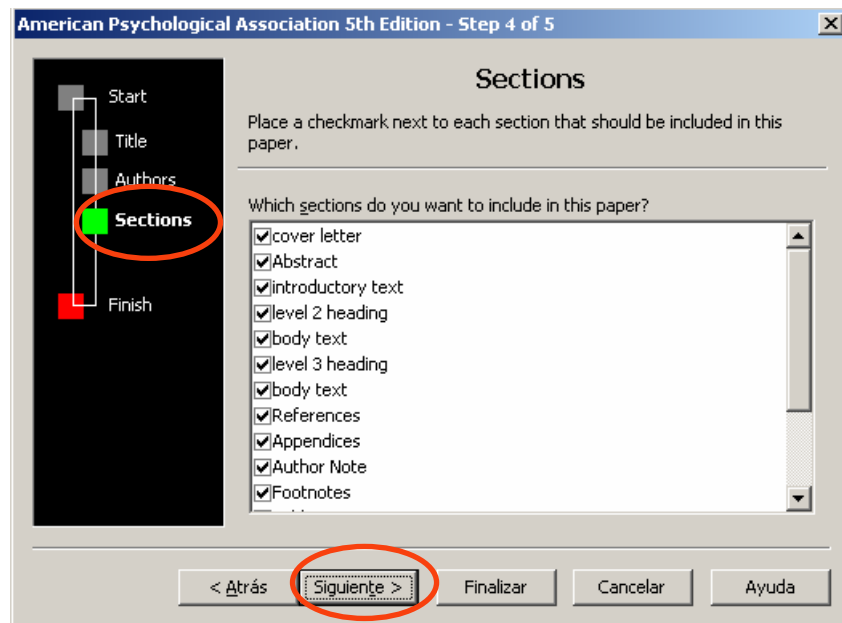 American Psychological Association 5th Edition - Step 4 of 5
Start
Title
Authors
Sections
Finish
Sections
Place a checkmark next to each section that should be included in this
paper.
Which sections do you want to include in this paper?
cover letter
Abstract
introductory text
level 2 heading
body text
level 3 heading
body text
References
Appendices
Author Note
Footnotes
< Atrás
Siguiente >
Finalizar
Cancelar
Ayuda